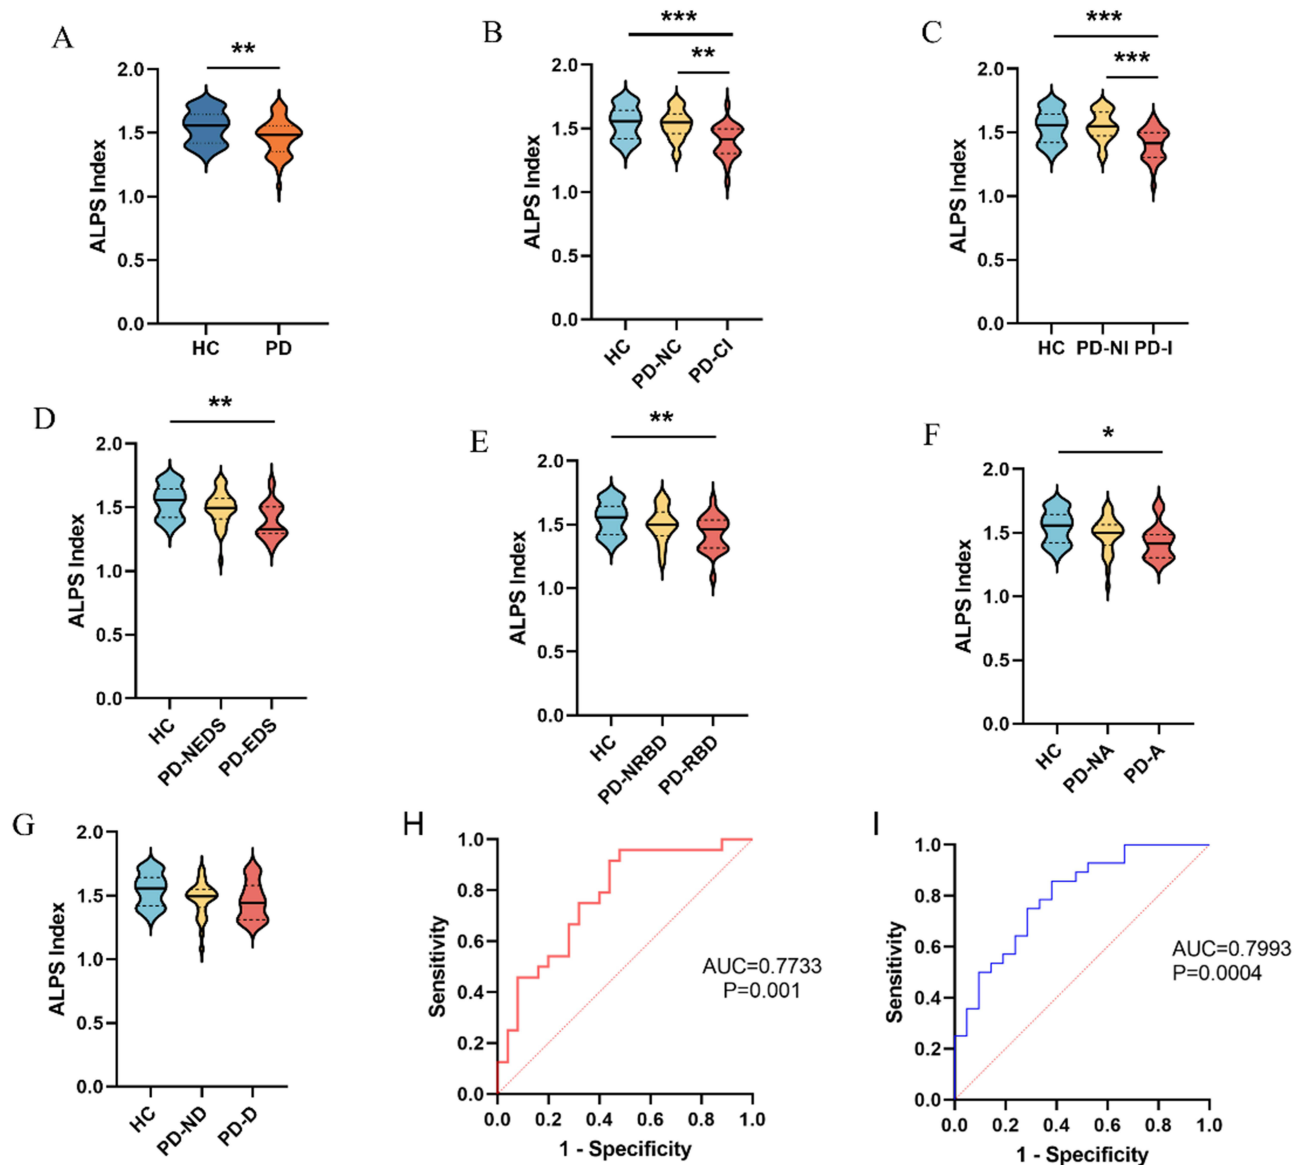 A
**
ALPS Index
2.0
1.5
1.0
0.5
0.0
HC PD
B
***
**
ALPS Index
2.0
1.5
1.0
0.5
0.0
HC PD-NC PD-CI
C
***
***
ALPS Index
2.0
1.5
1.0
0.5
0.0
HC PD-NI PD-I
D
**
ALPS Index
2.0
1.5
1.0
0.5
0.0
HC PD-NEDS PD-EDS
E
**
ALPS Index
2.0
1.5
1.0
0.5
0.0
HC PD-NRBD PD-RBD
F
*
ALPS Index
2.0
1.5
1.0
0.5
0.0
HC PD-NA PD-A
G
ALPS Index
2.0
1.5
1.0
0.5
0.0
HC PD-ND PD-D
H
Sensitivity
1.0
0.8
0.6
0.4
0.2
0.0
AUC=0.7733
P=0.001
0.0 0.2 0.4 0.6 0.8 1.0
1 - Specificity
I
Sensitivity
1.0
0.8
0.6
0.4
0.2
0.0
AUC=0.7993
P=0.0004
0.0 0.2 0.4 0.6 0.8 1.0
1 - Specificity